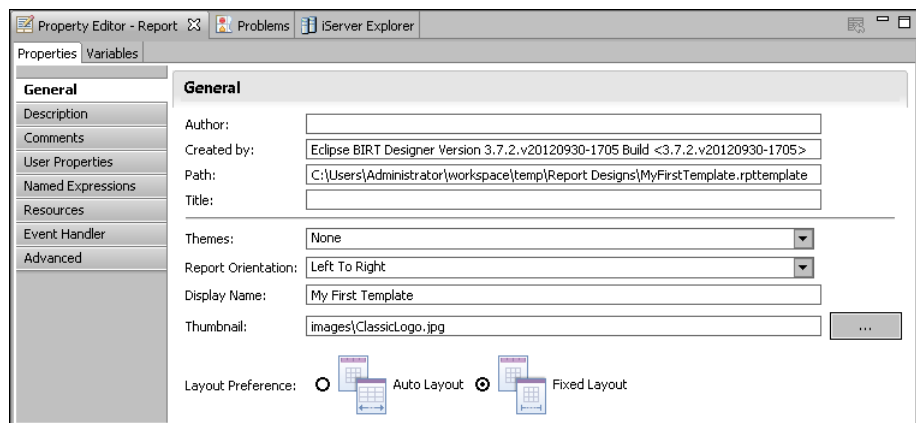 Property Editor - Report Problems iServer Explorer
Properties Variables
General
Description
Comments
User Properties
Named Expressions
Resources
Event Handler
Advanced
General
Author:
Created by: Eclipse BIRT Designer Version 3.7.2.v20120930-1705 Build <3.7.2.v20120930-1705>
Path: C:\Users\Administrator\workspace\temp\Report Designs\MyFirstTemplate.rpttemplate
Title:
Themes: None
Report Orientation: Left To Right
Display Name: My First Template
Thumbnail: images\ClassicLogo.jpg ...
Layout Preference: Auto Layout Fixed Layout